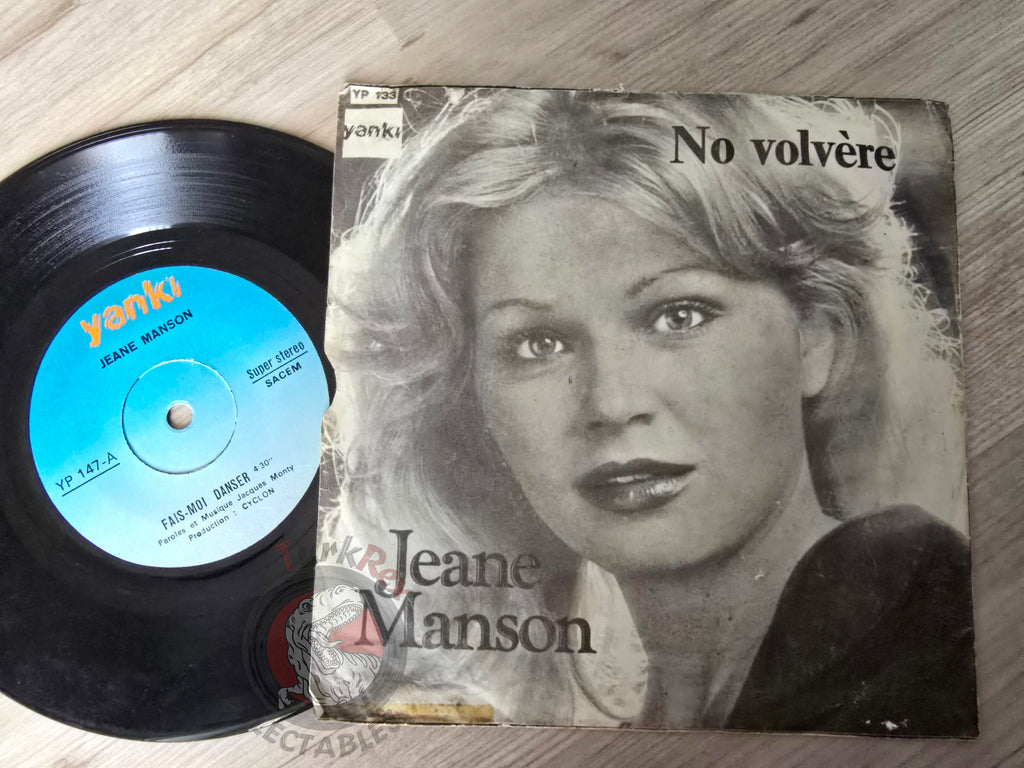 yanki
JEANE MANSON
Super stereo
SACEM
YP 147-A
FAIS-MOI DANSER 4'30''
Paroles et Musique Jacques Monty
Production : CYCLON
YP 133
yanki
No volvère
Jeane
Manson